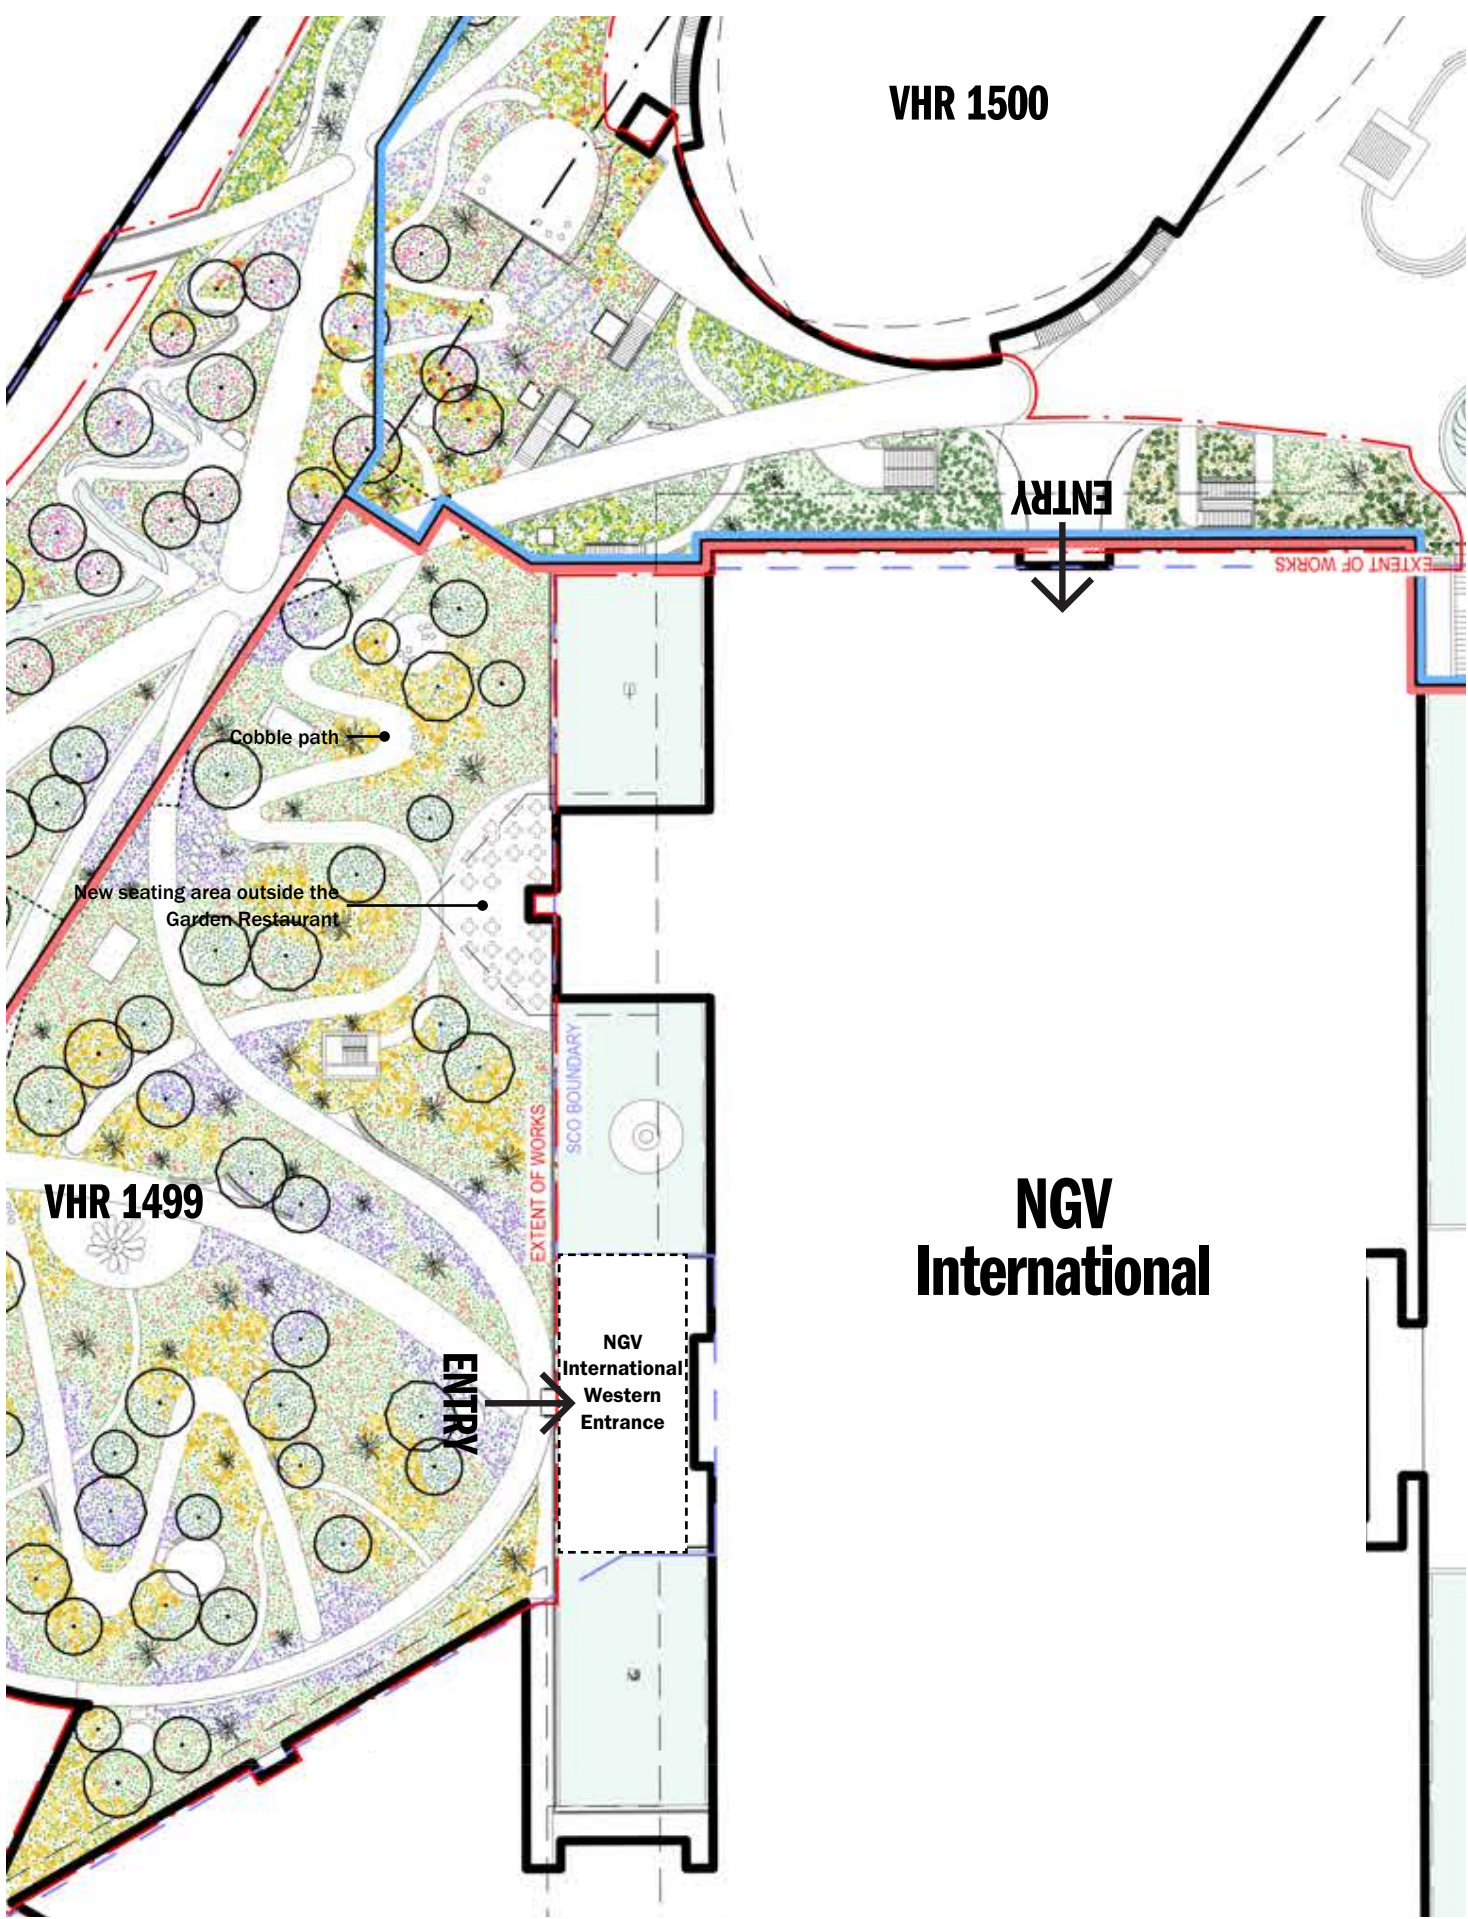 VHR 1500
ENTRY
EXTENT OF WORKS
Cobble path
New seating area outside the
Garden Restaurant
SCO BOUNDARY
EXTENT OF WORKS
VHR 1499
NGV
International
NGV
International
Western
Entrance
ENTRY